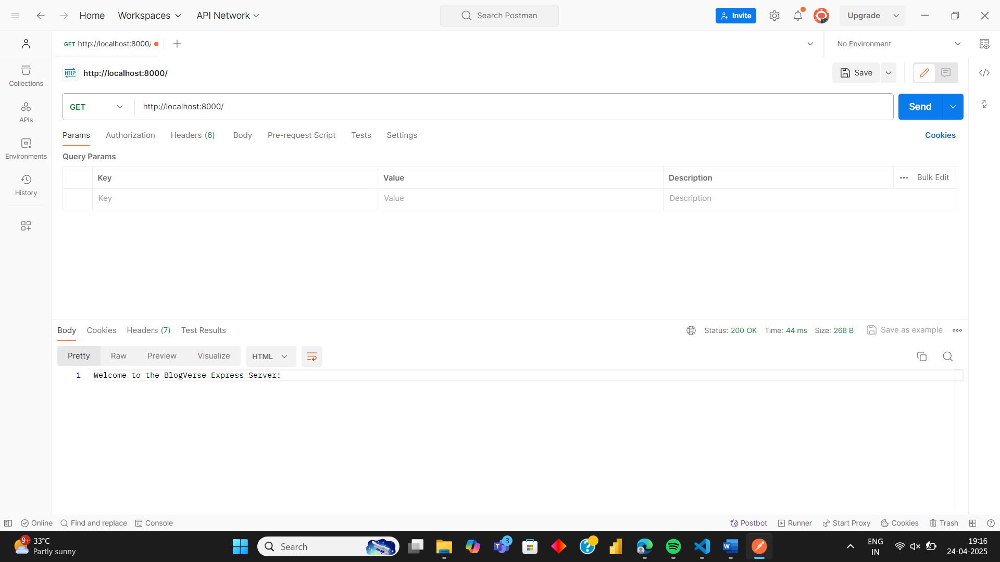 Home Workspaces API Network Search Postman Invite Upgrade
GET http://localhost:8000/ No Environment
HTTP http://localhost:8000/ Save
Collections
APIs
Environments
History
GET http://localhost:8000/ Send
Params Authorization Headers (6) Body Pre-request Script Tests Settings Cookies
Query Params
Key Value Description Bulk Edit
Key Value Description
Body Cookies Headers (7) Test Results Status: 200 OK Time: 44 ms Size: 268 B Save as example
Pretty Raw Preview Visualize HTML
1 Welcome to the BlogVerse Express Server!
Online Find and replace Console Postbot Runner Start Proxy Cookies Trash
9+ 33°C
Partly sunny
Search
3
ENG
IN
19:16
24-04-2025